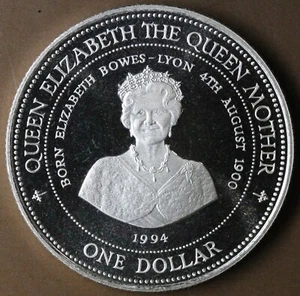 QUEEN ELIZABETH THE QUEEN MOTHER
BORN ELIZABETH BOWES-LYON 4TH AUGUST 1900
1994
ONE DOLLAR